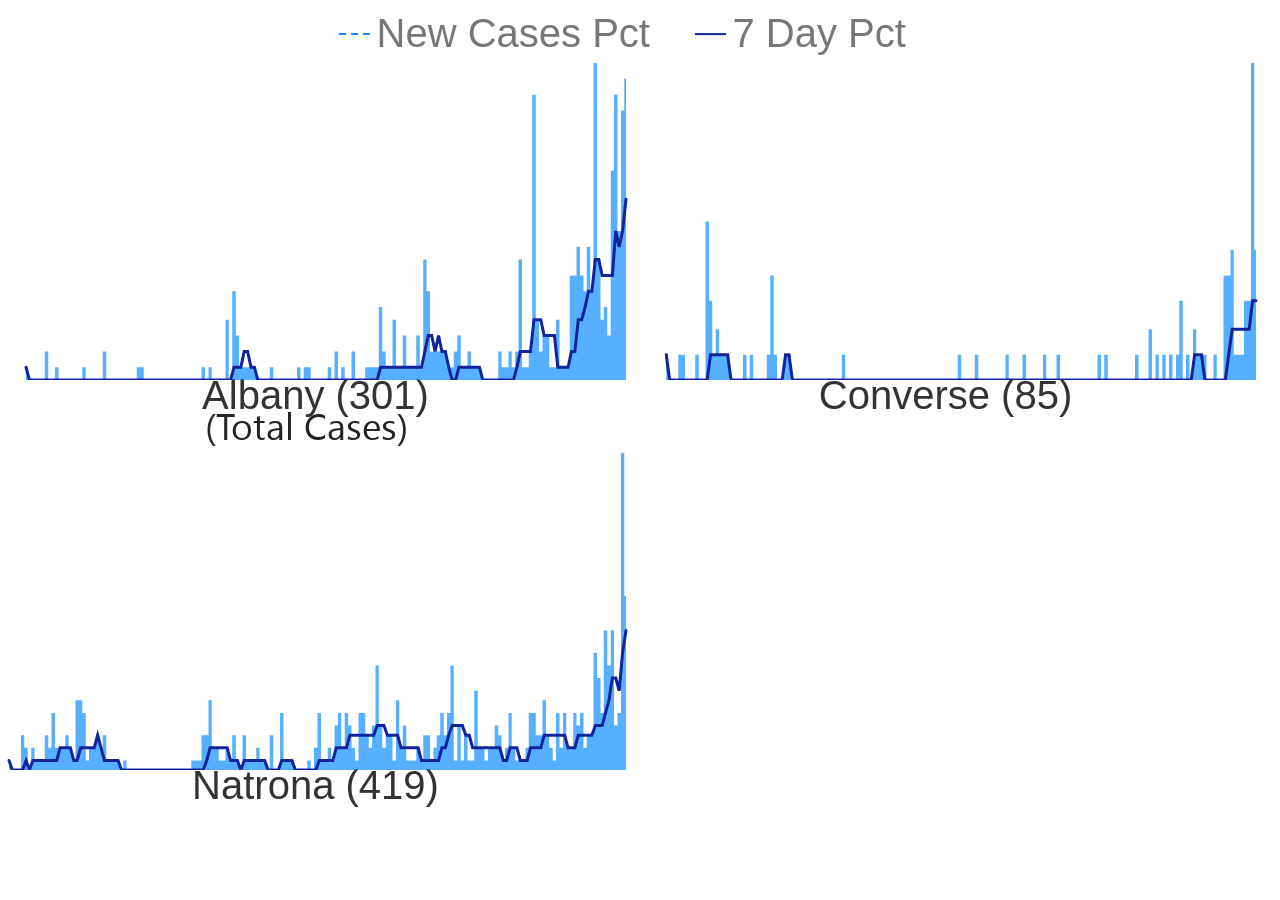 New Cases Pct 7 Day Pct
Albany (301)
(Total Cases)
Converse (85)
Natrona (419)